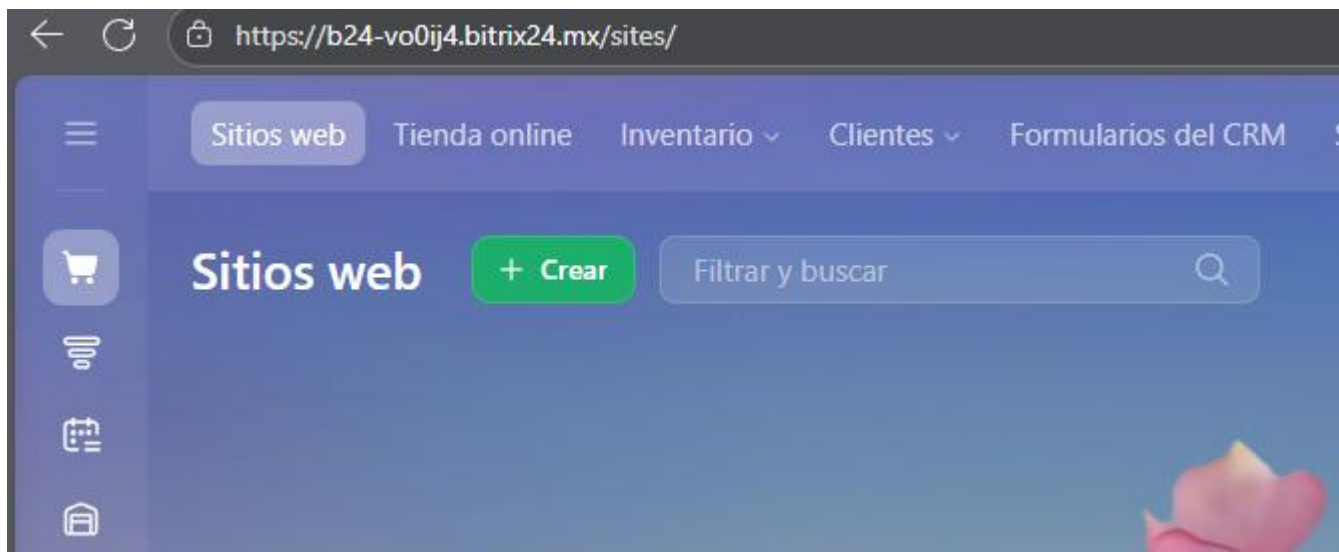 https://b24-vo0ij4.bitrix24.mx/sites/
Sitios web Tienda online Inventario Clientes Formularios del CRM
Sitios web + Crear Filtrar y buscar